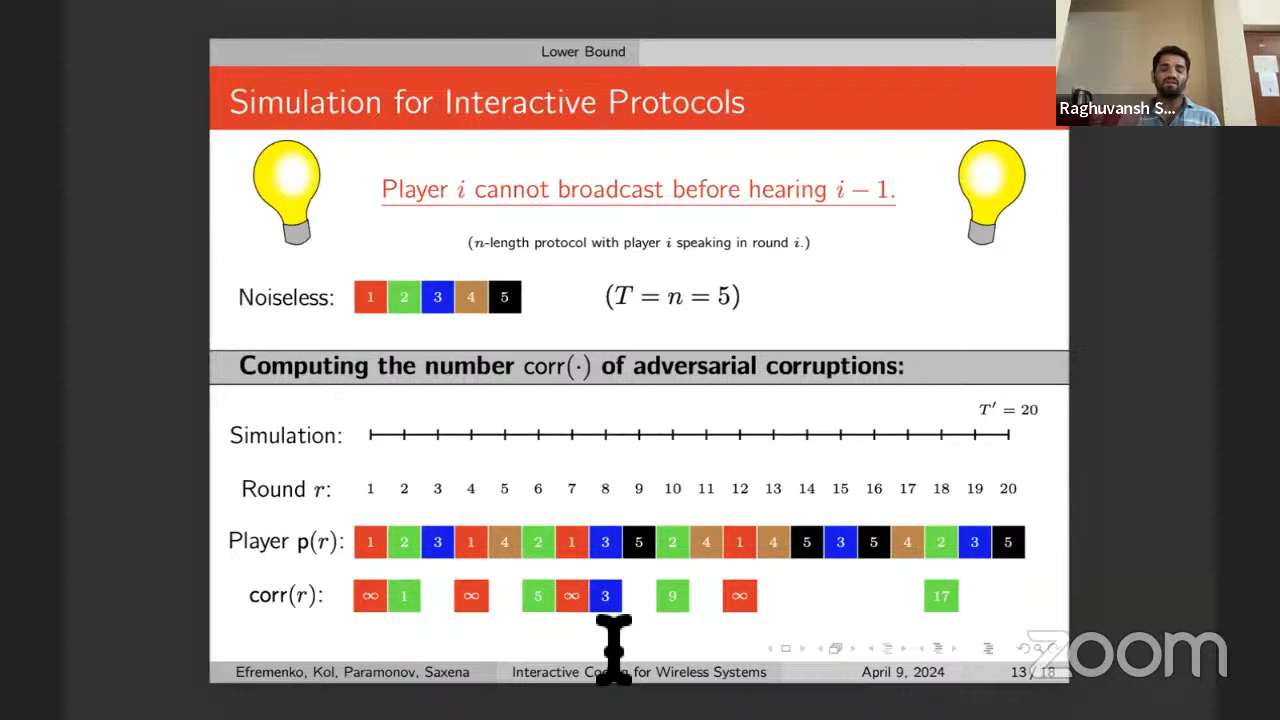 Lower Bound
Simulation for Interactive Protocols
Raghuvansh S...
Player i cannot broadcast before hearing i − 1.
(n-length protocol with player i speaking in round i.)
Noiseless: 1 2 3 4 5 (T = n = 5)
Computing the number corr(·) of adversarial corruptions:
T′ = 20
Simulation:
Round r: 1 2 3 4 5 6 7 8 9 10 11 12 13 14 15 16 17 18 19 20
Player p(r): 1 2 3 1 4 2 1 3 5 2 4 1 4 5 3 5 4 2 3 5
corr(r): ∞ 1 ∞ 5 ∞ 3 9 ∞ 17
Efremenko, Kol, Paramonov, Saxena Interactive for Wireless Systems April 9, 2024 13 / 18
zoom